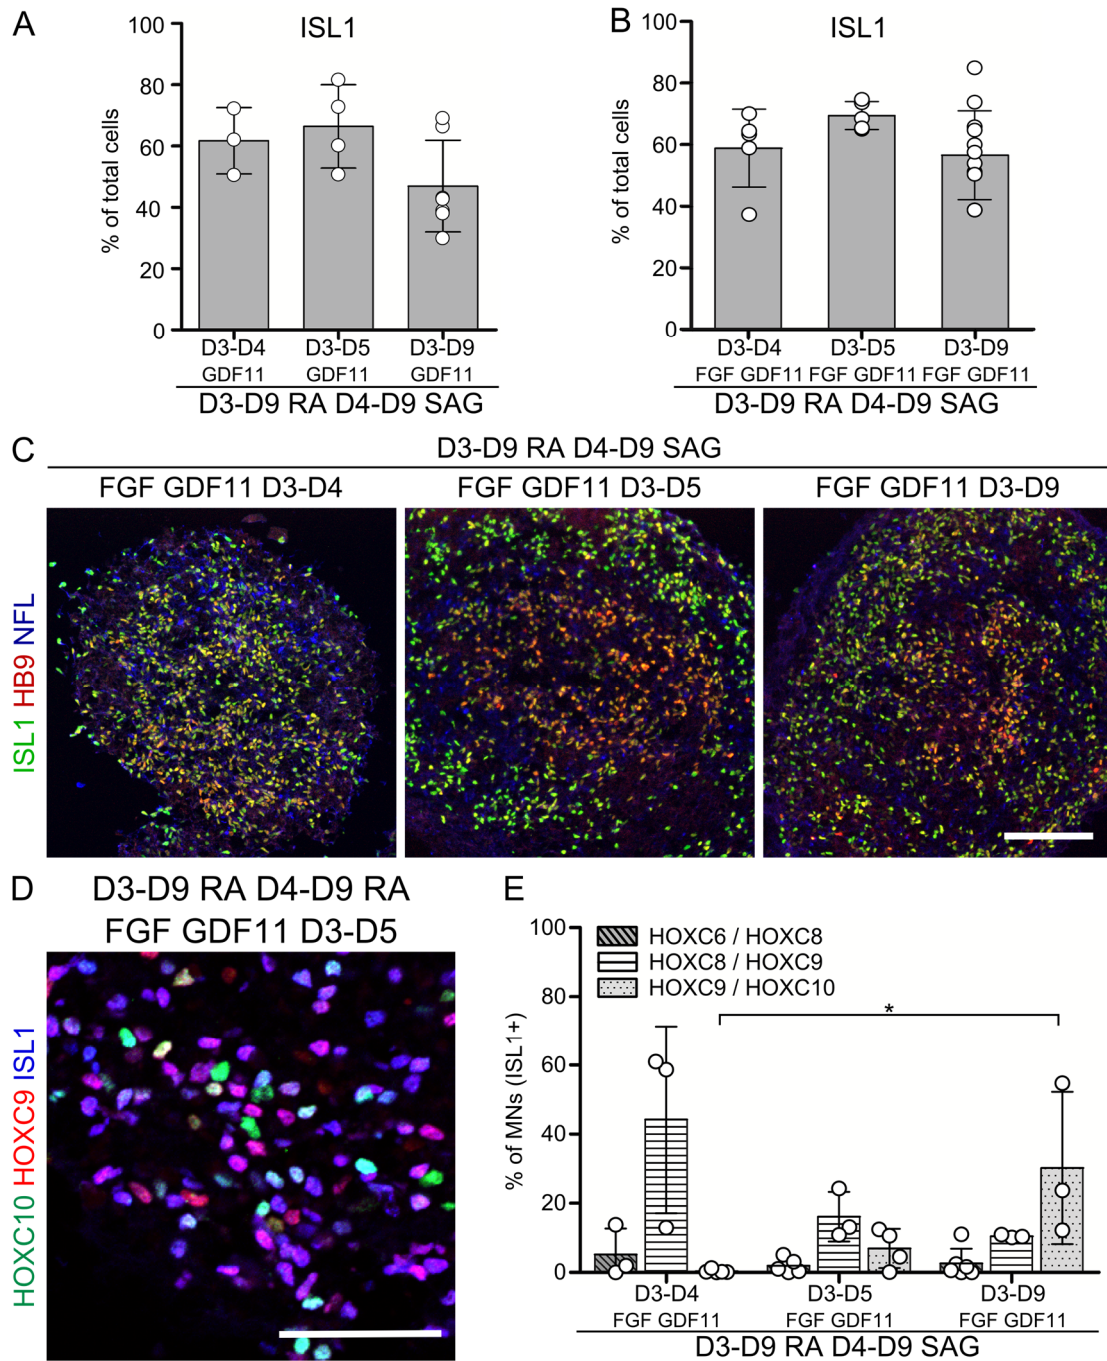 A
ISL1
100
80
60
40
20
0
% of total cells
D3-D4 D3-D5 D3-D9
GDF11 GDF11 GDF11
D3-D9 RA D4-D9 SAG
B
ISL1
100
80
60
40
20
0
% of total cells
D3-D4 D3-D5 D3-D9
FGF GDF11 FGF GDF11 FGF GDF11
D3-D9 RA D4-D9 SAG
C
D3-D9 RA D4-D9 SAG
FGF GDF11 D3-D4 FGF GDF11 D3-D5 FGF GDF11 D3-D9
ISL1 HB9 NFL
D
D3-D9 RA D4-D9 RA
FGF GDF11 D3-D5
HOXC10 HOXC9 ISL1
E
100
80
60
40
20
0
% of MNs (ISL1+)
HOXC6 / HOXC8
HOXC8 / HOXC9
HOXC9 / HOXC10
*
D3-D4 D3-D5 D3-D9
FGF GDF11 FGF GDF11 FGF GDF11
D3-D9 RA D4-D9 SAG